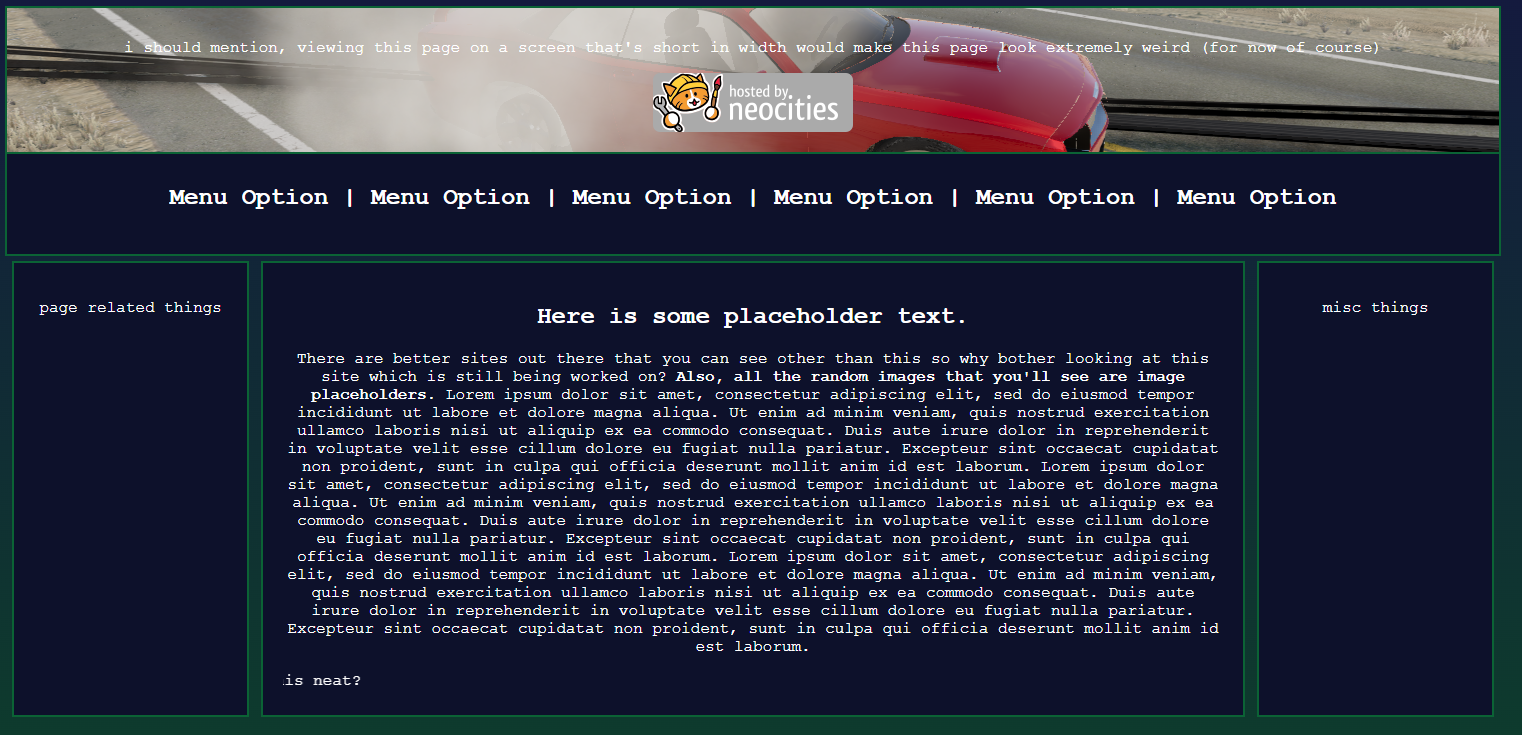 i should mention, viewing this page on a screen that's short in width would make this page look extremely weird (for now of course)
hosted by
neocities
Menu Option | Menu Option | Menu Option | Menu Option | Menu Option | Menu Option
page related things
Here is some placeholder text.
There are better sites out there that you can see other than this so why bother looking at this
site which is still being worked on? Also, all the random images that you'll see are image
placeholders. Lorem ipsum dolor sit amet, consectetur adipiscing elit, sed do eiusmod tempor
incididunt ut labore et dolore magna aliqua. Ut enim ad minim veniam, quis nostrud exercitation
ullamco laboris nisi ut aliquip ex ea commodo consequat. Duis aute irure dolor in reprehenderit
in voluptate velit esse cillum dolore eu fugiat nulla pariatur. Excepteur sint occaecat cupidatat
non proident, sunt in culpa qui officia deserunt mollit anim id est laborum. Lorem ipsum dolor
sit amet, consectetur adipiscing elit, sed do eiusmod tempor incididunt ut labore et dolore magna
aliqua. Ut enim ad minim veniam, quis nostrud exercitation ullamco laboris nisi ut aliquip ex ea
commodo consequat. Duis aute irure dolor in reprehenderit in voluptate velit esse cillum dolore
eu fugiat nulla pariatur. Excepteur sint occaecat cupidatat non proident, sunt in culpa qui
officia deserunt mollit anim id est laborum. Lorem ipsum dolor sit amet, consectetur adipiscing
elit, sed do eiusmod tempor incididunt ut labore et dolore magna aliqua. Ut enim ad minim veniam,
quis nostrud exercitation ullamco laboris nisi ut aliquip ex ea commodo consequat. Duis aute
irure dolor in reprehenderit in voluptate velit esse cillum dolore eu fugiat nulla pariatur.
Excepteur sint occaecat cupidatat non proident, sunt in culpa qui officia deserunt mollit anim id
est laborum.
is neat?
misc things